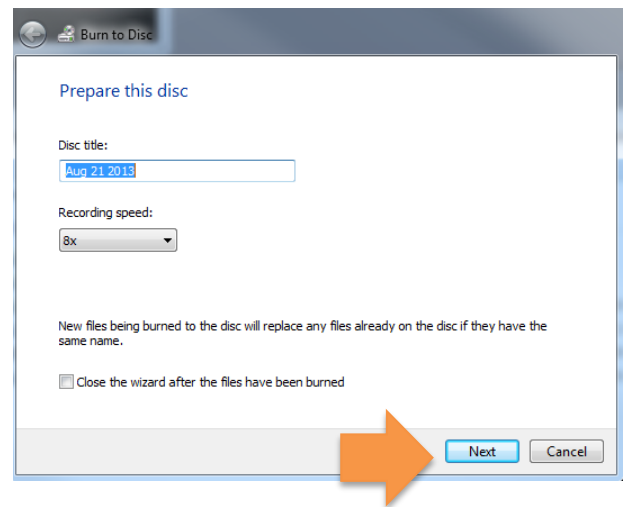 Burn to Disc
Prepare this disc
Disc title:
Aug 21 2013
Recording speed:
8x
New files being burned to the disc will replace any files already on the disc if they have the
same name.
Close the wizard after the files have been burned
Next Cancel